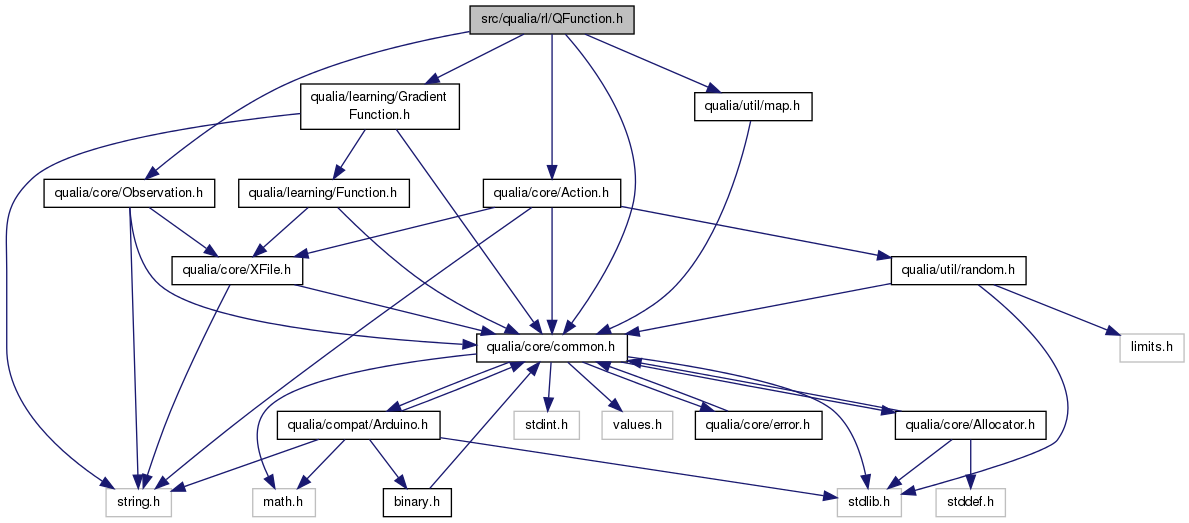 src/qualia/rl/QFunction.h
qualia/learning/Gradient
Function.h
qualia/util/map.h
qualia/core/Observation.h
qualia/learning/Function.h
qualia/core/Action.h
qualia/core/XFile.h
qualia/util/random.h
qualia/core/common.h
limits.h
qualia/compat/Arduino.h
stdint.h
values.h
qualia/core/error.h
qualia/core/Allocator.h
string.h
math.h
binary.h
stdlib.h
stddef.h